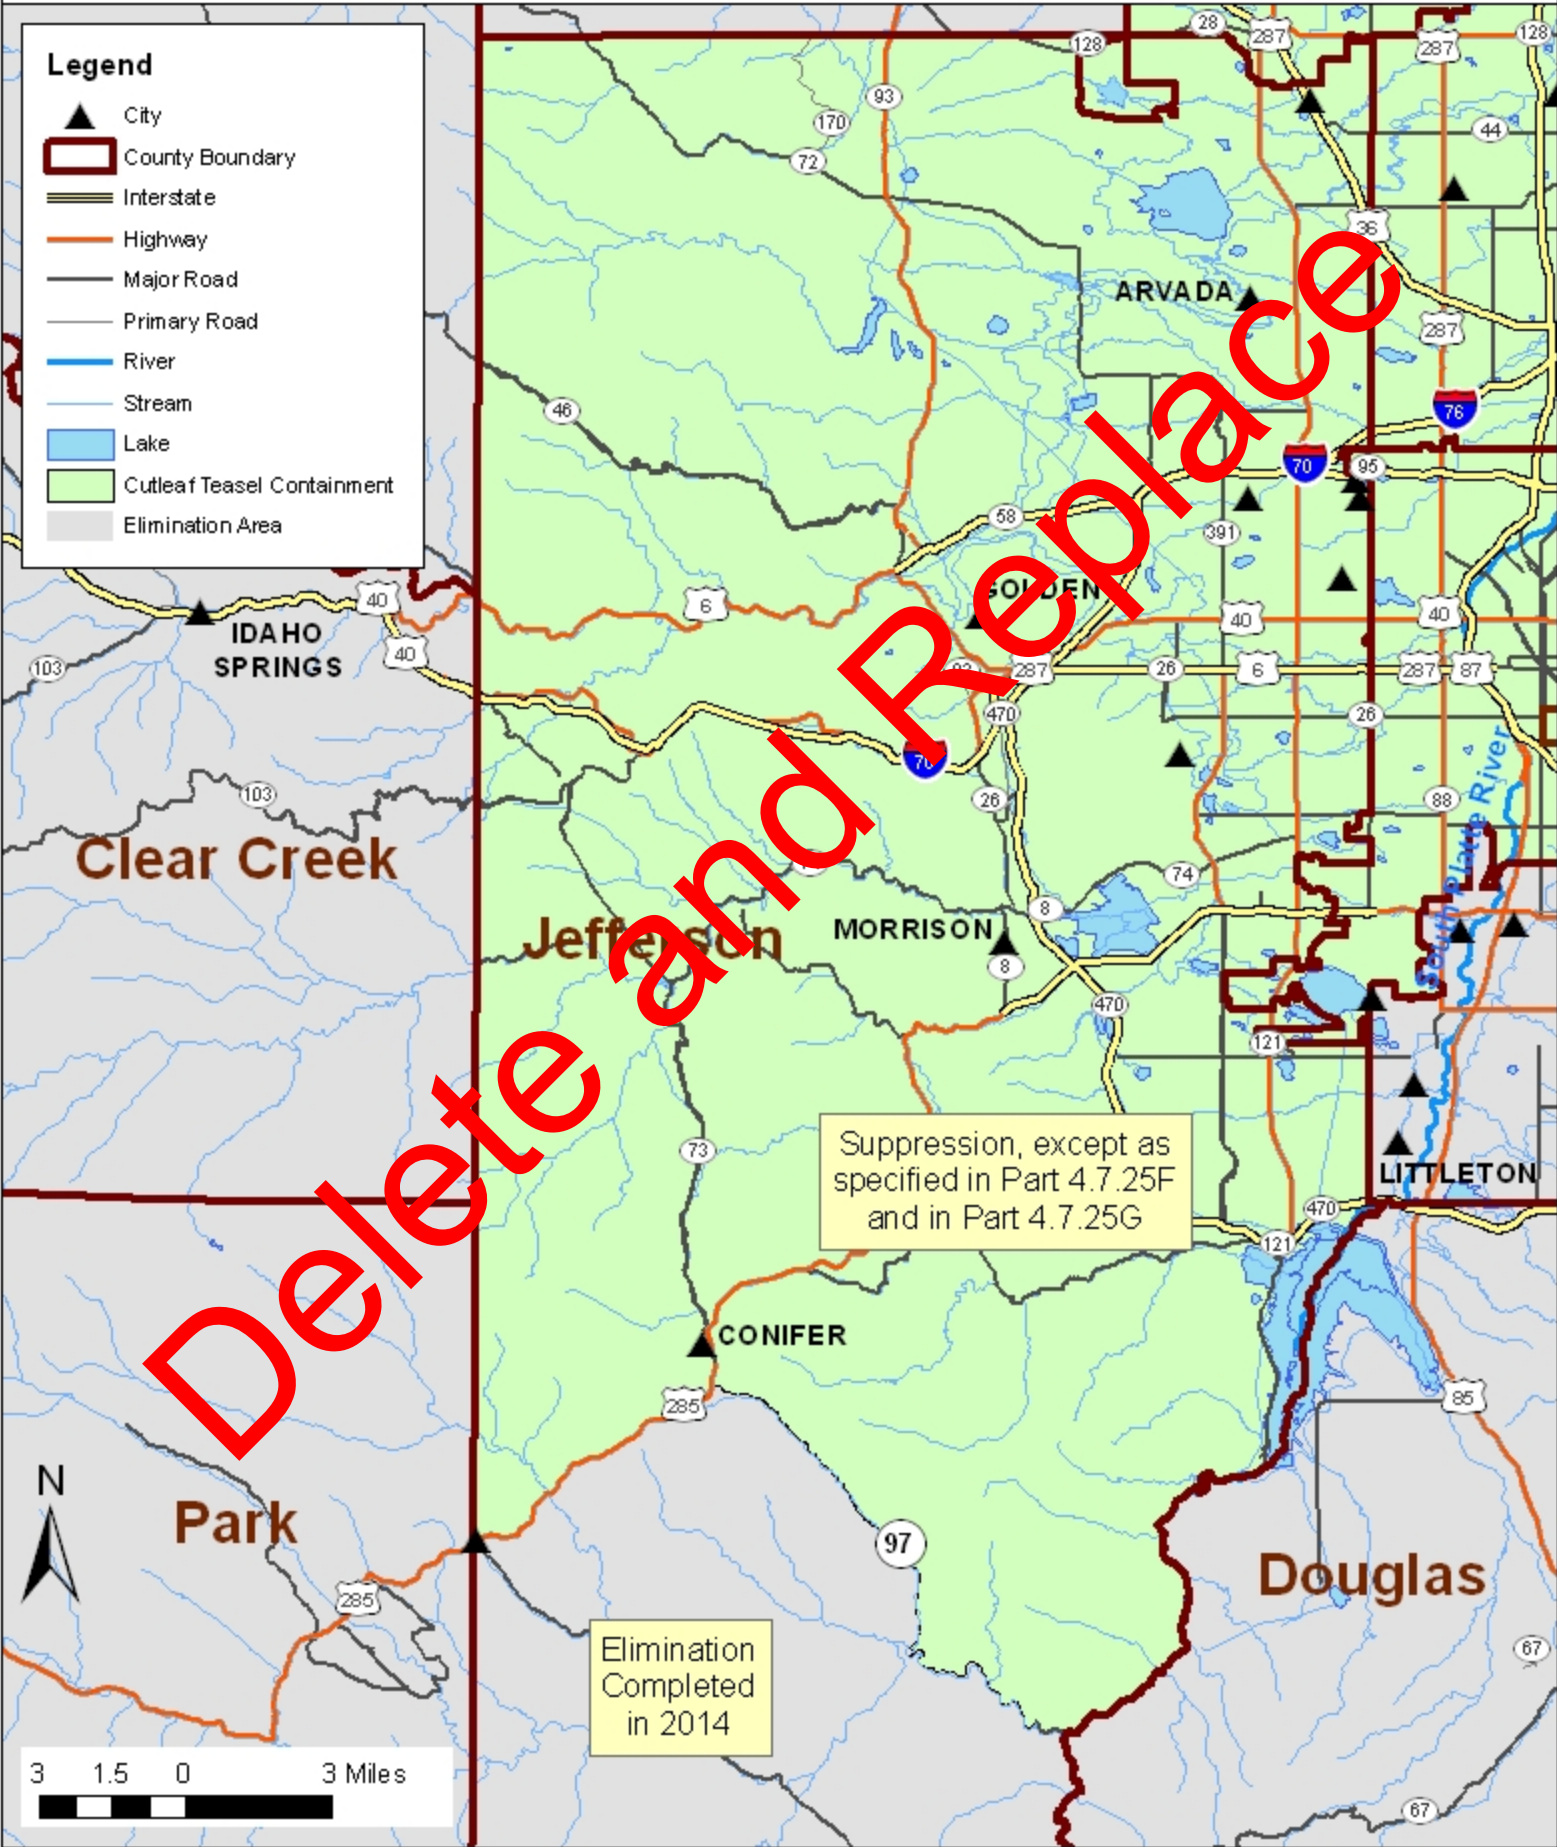 Legend
City
County Boundary
Interstate
Highway
Major Road
Primary Road
River
Stream
Lake
Cutleaf Teasel Containment
Elimination Area
28
287
128
287
128
93
170
72
44
36
ARVADA
287
46
76
70
95
58
391
GOLDEN
40
6
40
40
IDAHO
SPRINGS
40
103
93
287
26
6
287
87
470
26
70
103
26
88
Clear Creek
74
South Platte River
8
Jefferson
MORRISON
8
470
121
Delete and Replace
73
Suppression, except as
specified in Part 4.7.25F
and in Part 4.7.25G
LITTLETON
470
121
CONIFER
285
85
N
Park
97
Douglas
285
Elimination
Completed
in 2014
67
3 1.5 0 3 Miles
67